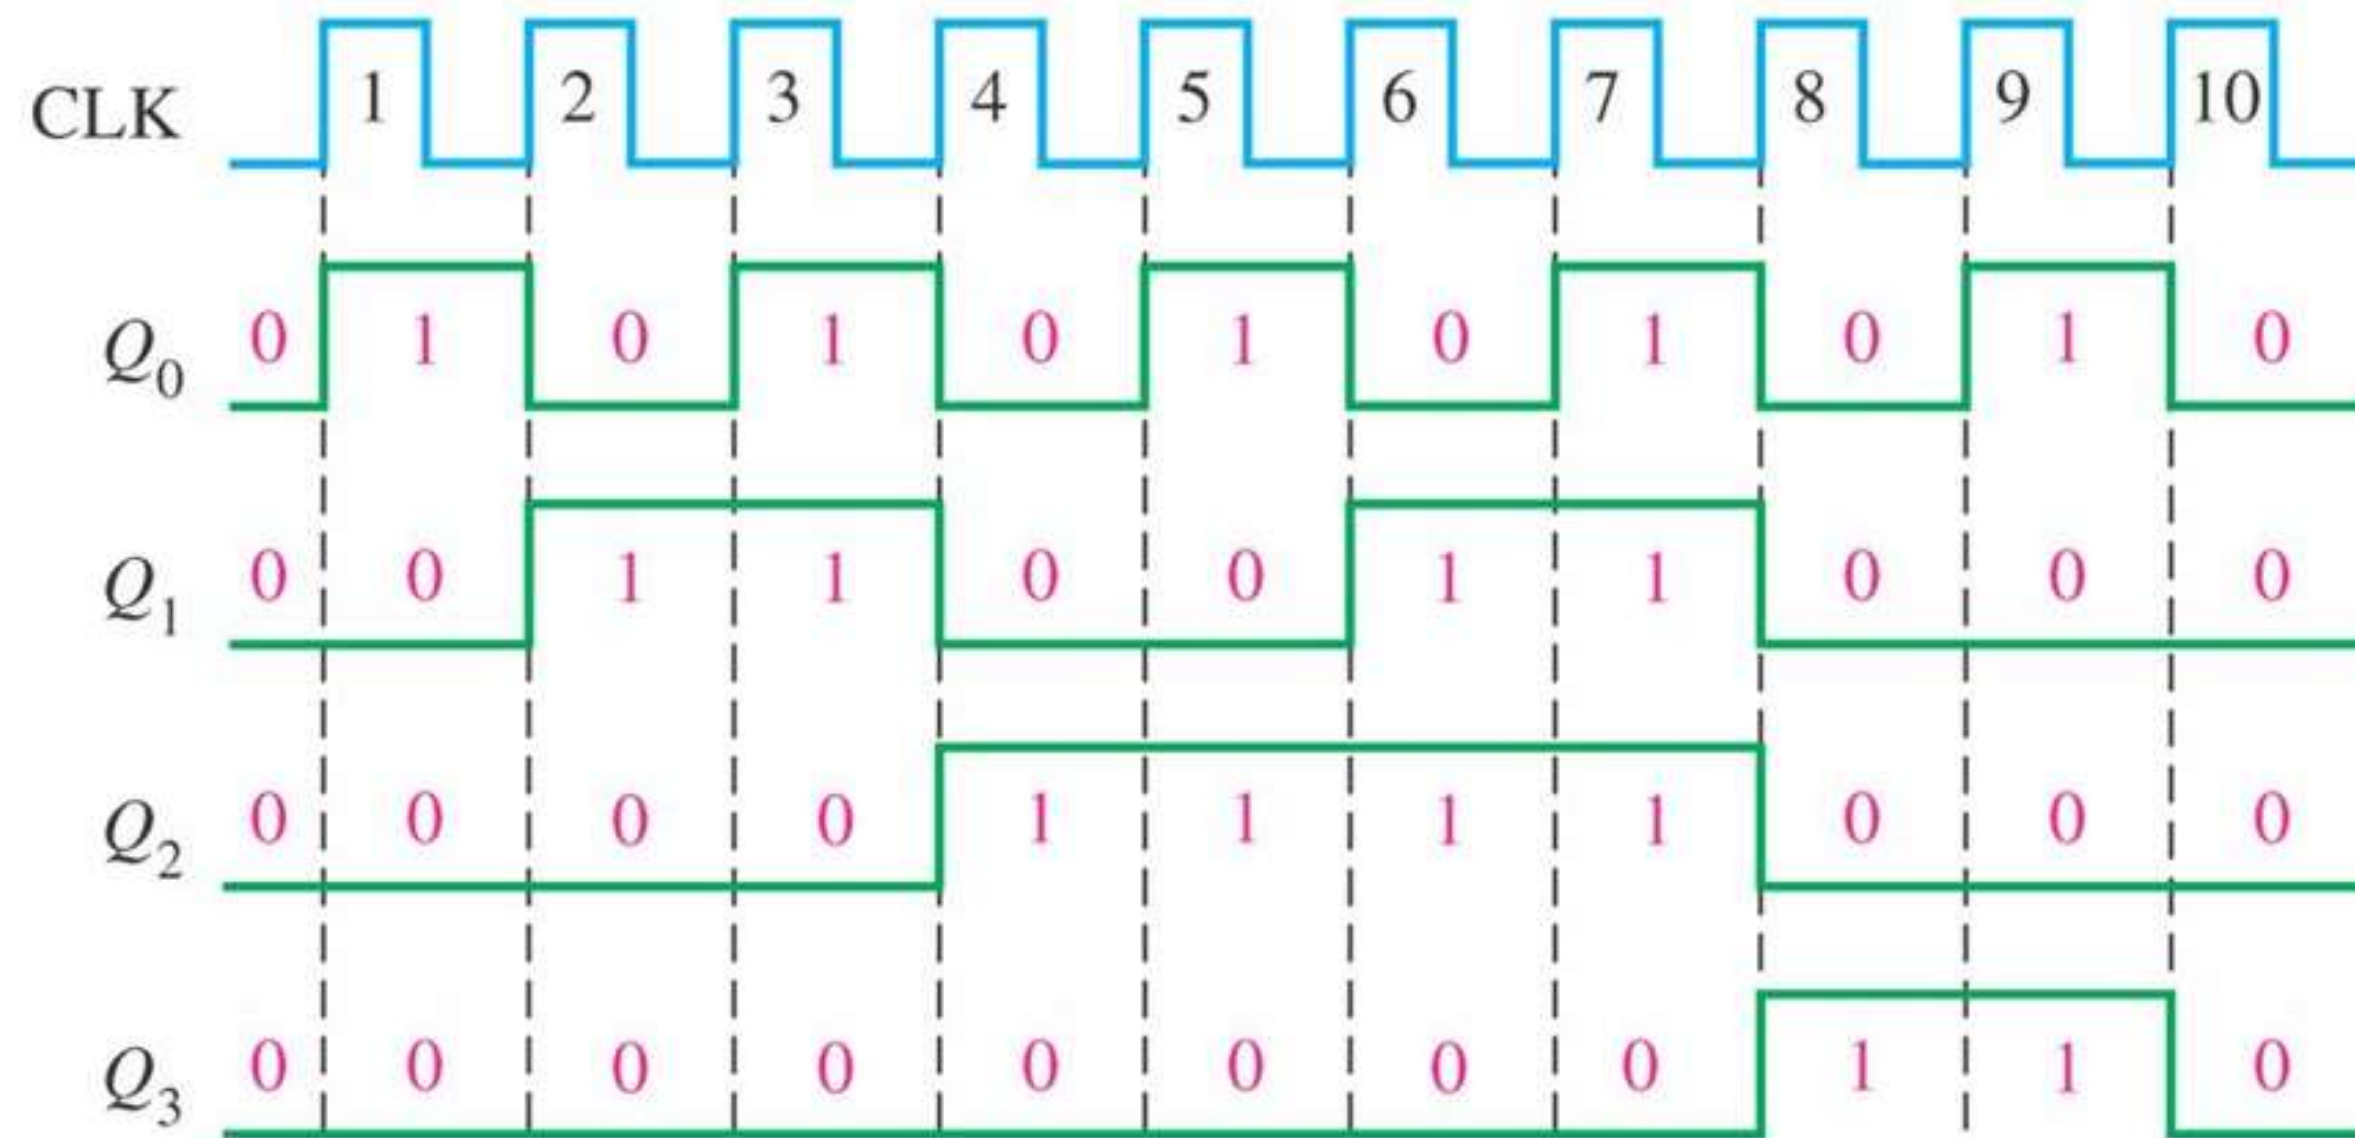 CLK 1 2 3 4 5 6 7 8 9 10
Q0 0 1 0 1 0 1 0 1 0 1 0
Q1 0 0 1 1 0 0 1 1 0 0 0
Q2 0 0 0 0 1 1 1 1 0 0 0
Q3 0 0 0 0 0 0 0 0 1 1 0